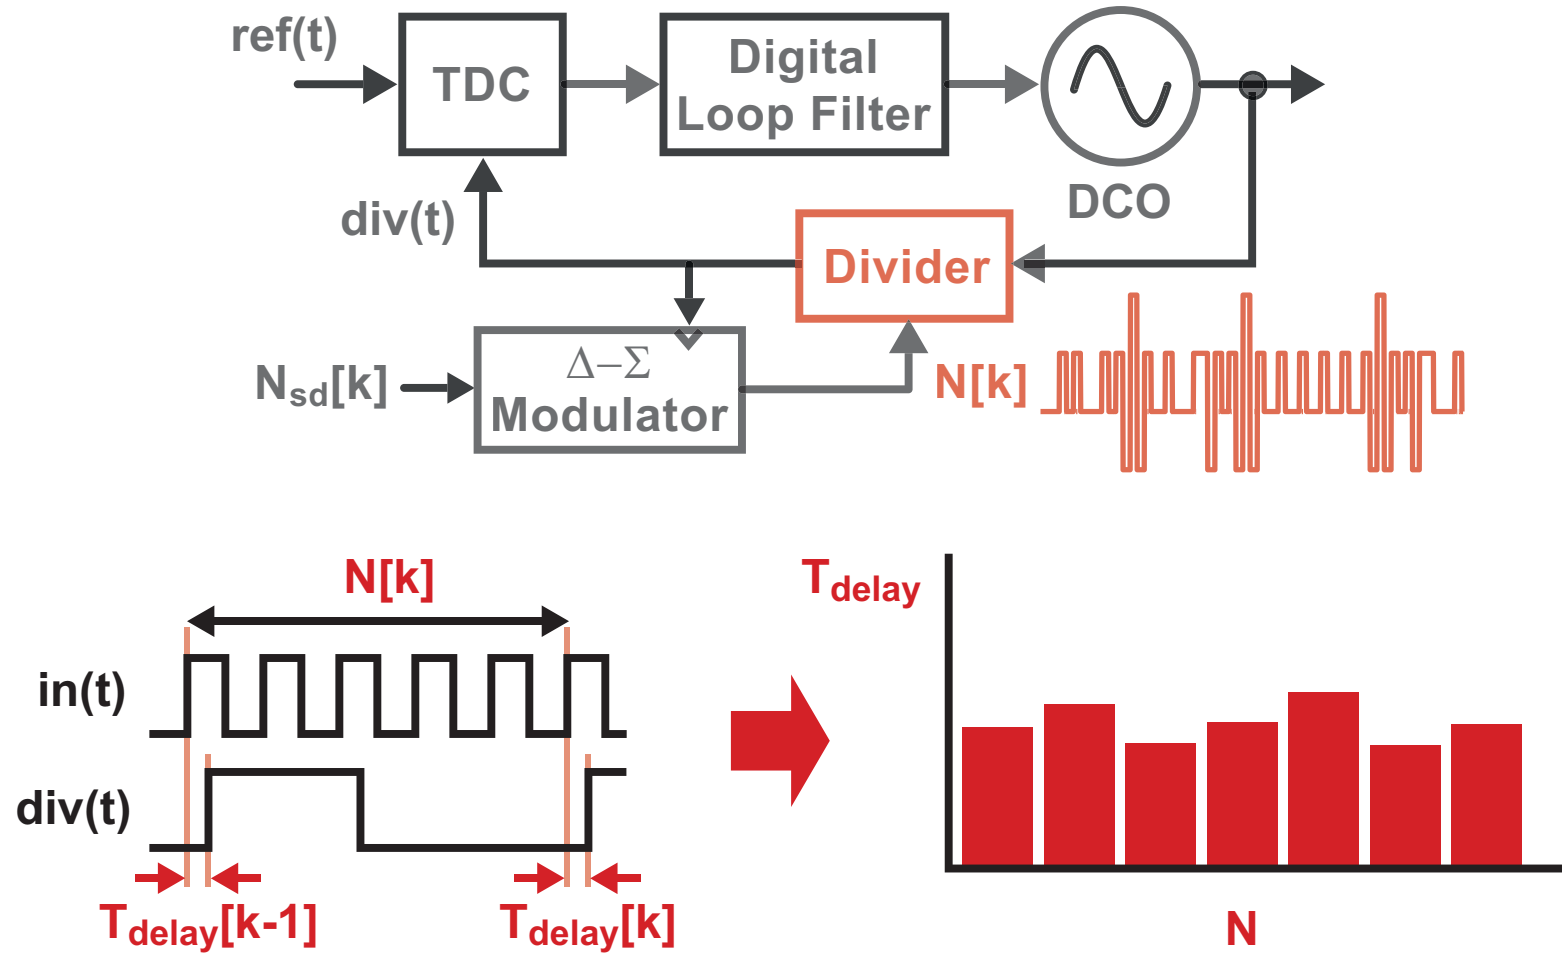 ref(t)
TDC
Digital
Loop Filter
DCO
div(t)
Divider
N[k]
Nsd[k]
Δ–Σ
Modulator
N[k]
in(t)
div(t)
Tdelay[k-1]
Tdelay[k]
Tdelay
N